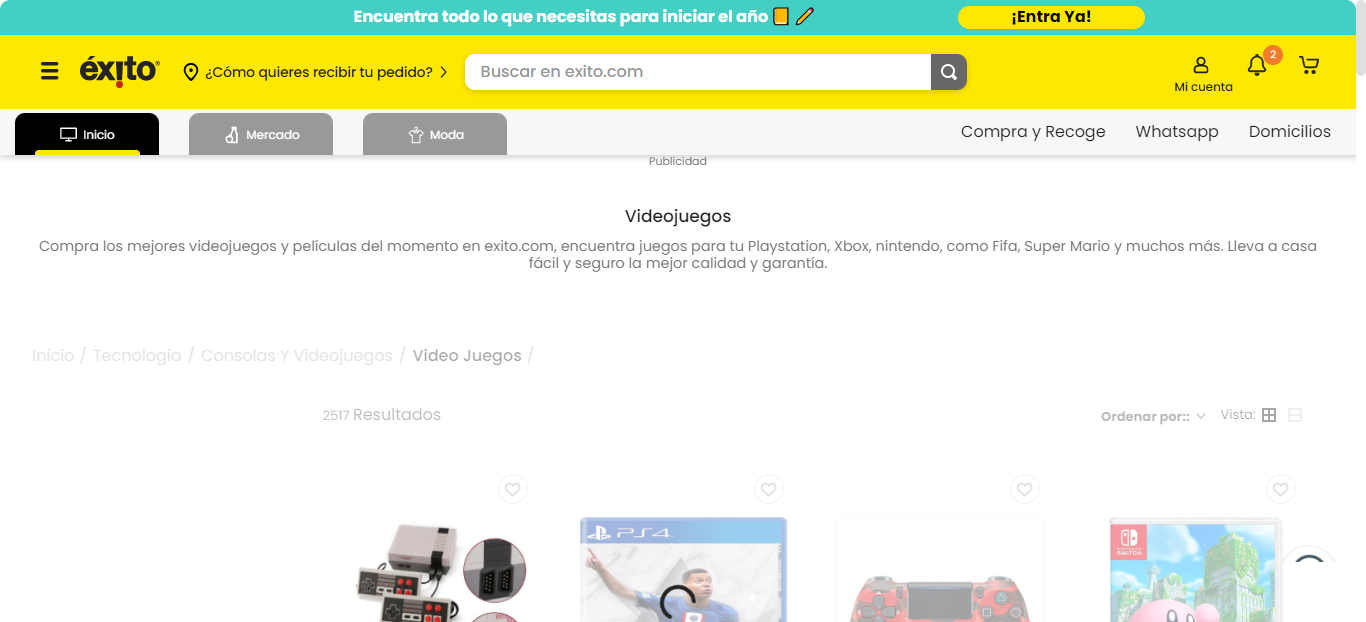 Encuentra todo lo que necesitas para iniciar el año
¡Entra Ya!
éxito
¿Cómo quieres recibir tu pedido?
Buscar en exito.com
Mi cuenta
2
Inicio
Mercado
Moda
Compra y Recoge
Whatsapp
Domicilios
Publicidad
Videojuegos
Compra los mejores videojuegos y películas del momento en exito.com, encuentra juegos para tu Playstation, Xbox, nintendo, como Fifa, Super Mario y muchos más. Lleva a casa
fácil y seguro la mejor calidad y garantía.
Inicio / Tecnologia / Consolas Y Videojuegos / Video Juegos /
2517 Resultados
Ordenar por::
Vista:
PS4
NINTENDO
SWITCH